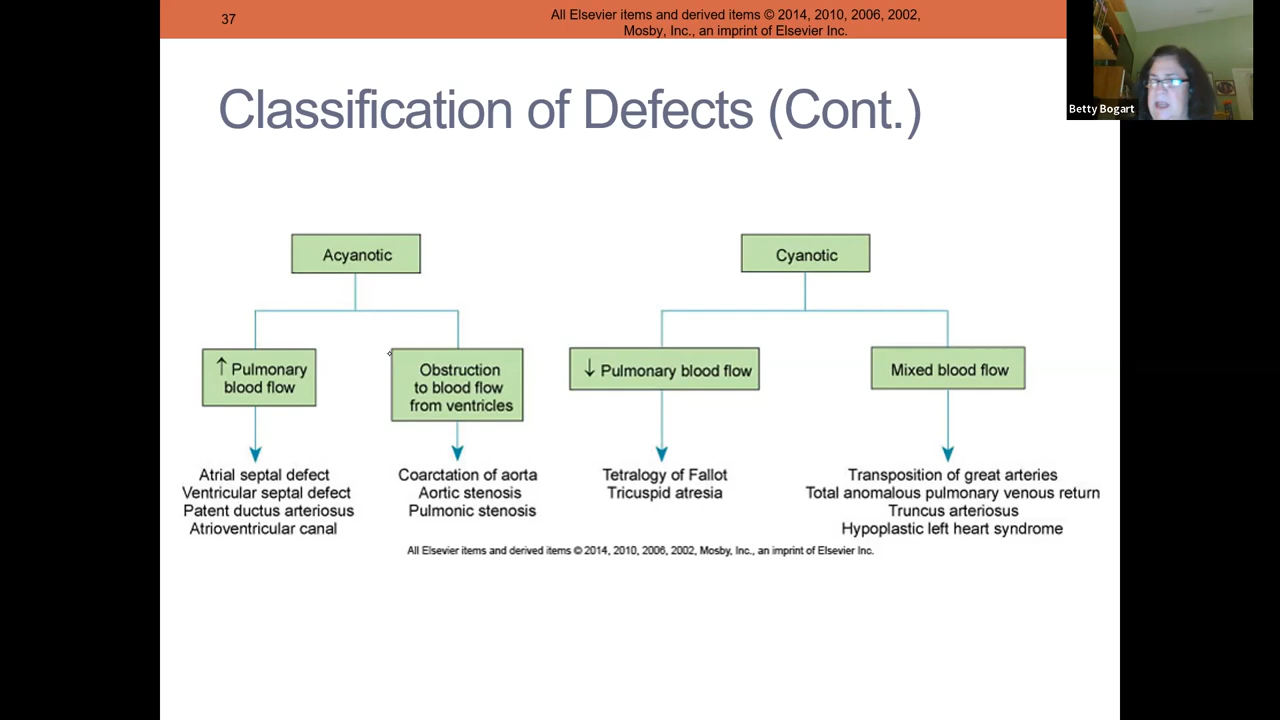 37
All Elsevier items and derived items © 2014, 2010, 2006, 2002,
Mosby, Inc., an imprint of Elsevier Inc.
Betty Bogart
Classification of Defects (Cont.)
Acyanotic
Cyanotic
↑ Pulmonary
blood flow
Obstruction
to blood flow
from ventricles
↓ Pulmonary blood flow
Mixed blood flow
Atrial septal defect
Ventricular septal defect
Patent ductus arteriosus
Atrioventricular canal
Coarctation of aorta
Aortic stenosis
Pulmonic stenosis
Tetralogy of Fallot
Tricuspid atresia
Transposition of great arteries
Total anomalous pulmonary venous return
Truncus arteriosus
Hypoplastic left heart syndrome
All Elsevier items and derived items © 2014, 2010, 2006, 2002, Mosby, Inc., an imprint of Elsevier Inc.